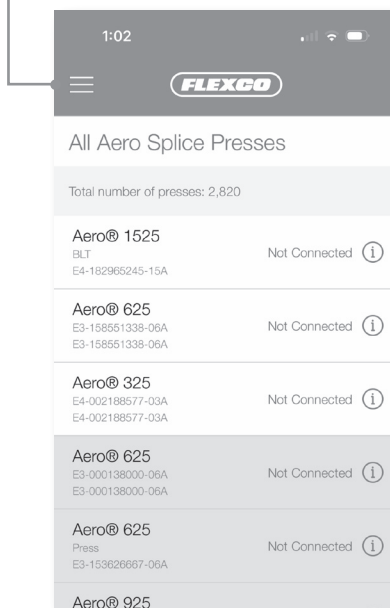 1:02
FLEXCO
All Aero Splice Presses
Total number of presses: 2,820
Aero® 1525
BLT
E4-182965245-15A
Not Connected i
Aero® 625
E3-158551338-06A
E3-158551338-06A
Not Connected i
Aero® 325
E4-002188577-03A
E4-002188577-03A
Not Connected i
Aero® 625
E3-000138000-06A
E3-000138000-06A
Not Connected i
Aero® 625
Press
E3-153626667-06A
Not Connected i
Aero® 925